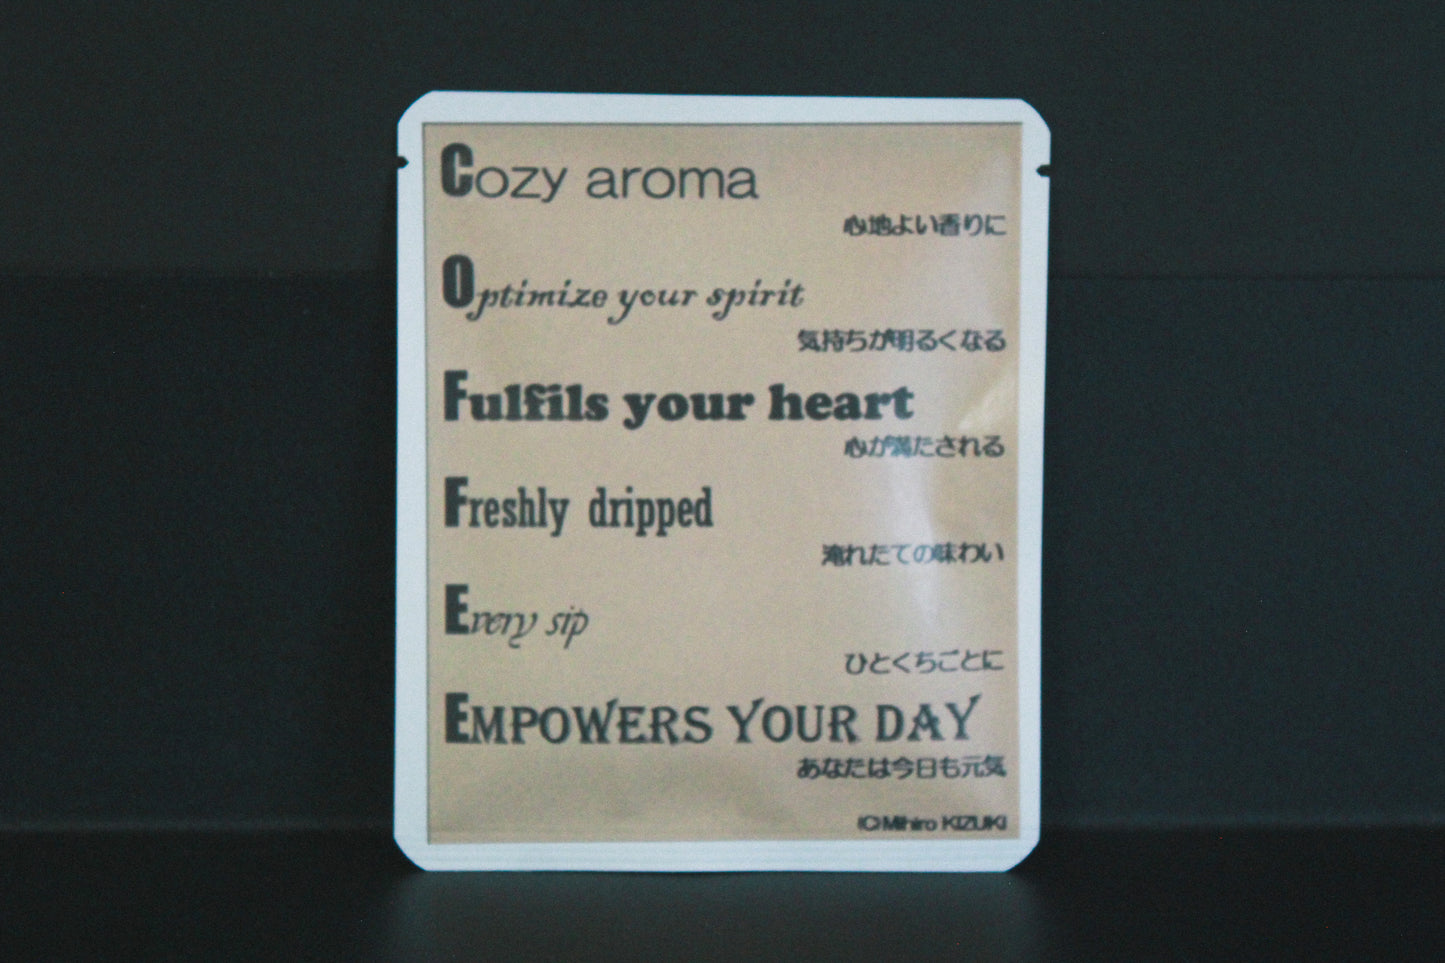 Cozy aroma
心地よい香りに
Optimize your spirit
気持ちが明るくなる
Fulfils your heart
心が満たされる
Freshly dripped
淹れたての味わい
Every sip
ひとくちごとに
EMPOWERS YOUR DAY
あなたは今日も元気
(C)Mihiro KIZUKI